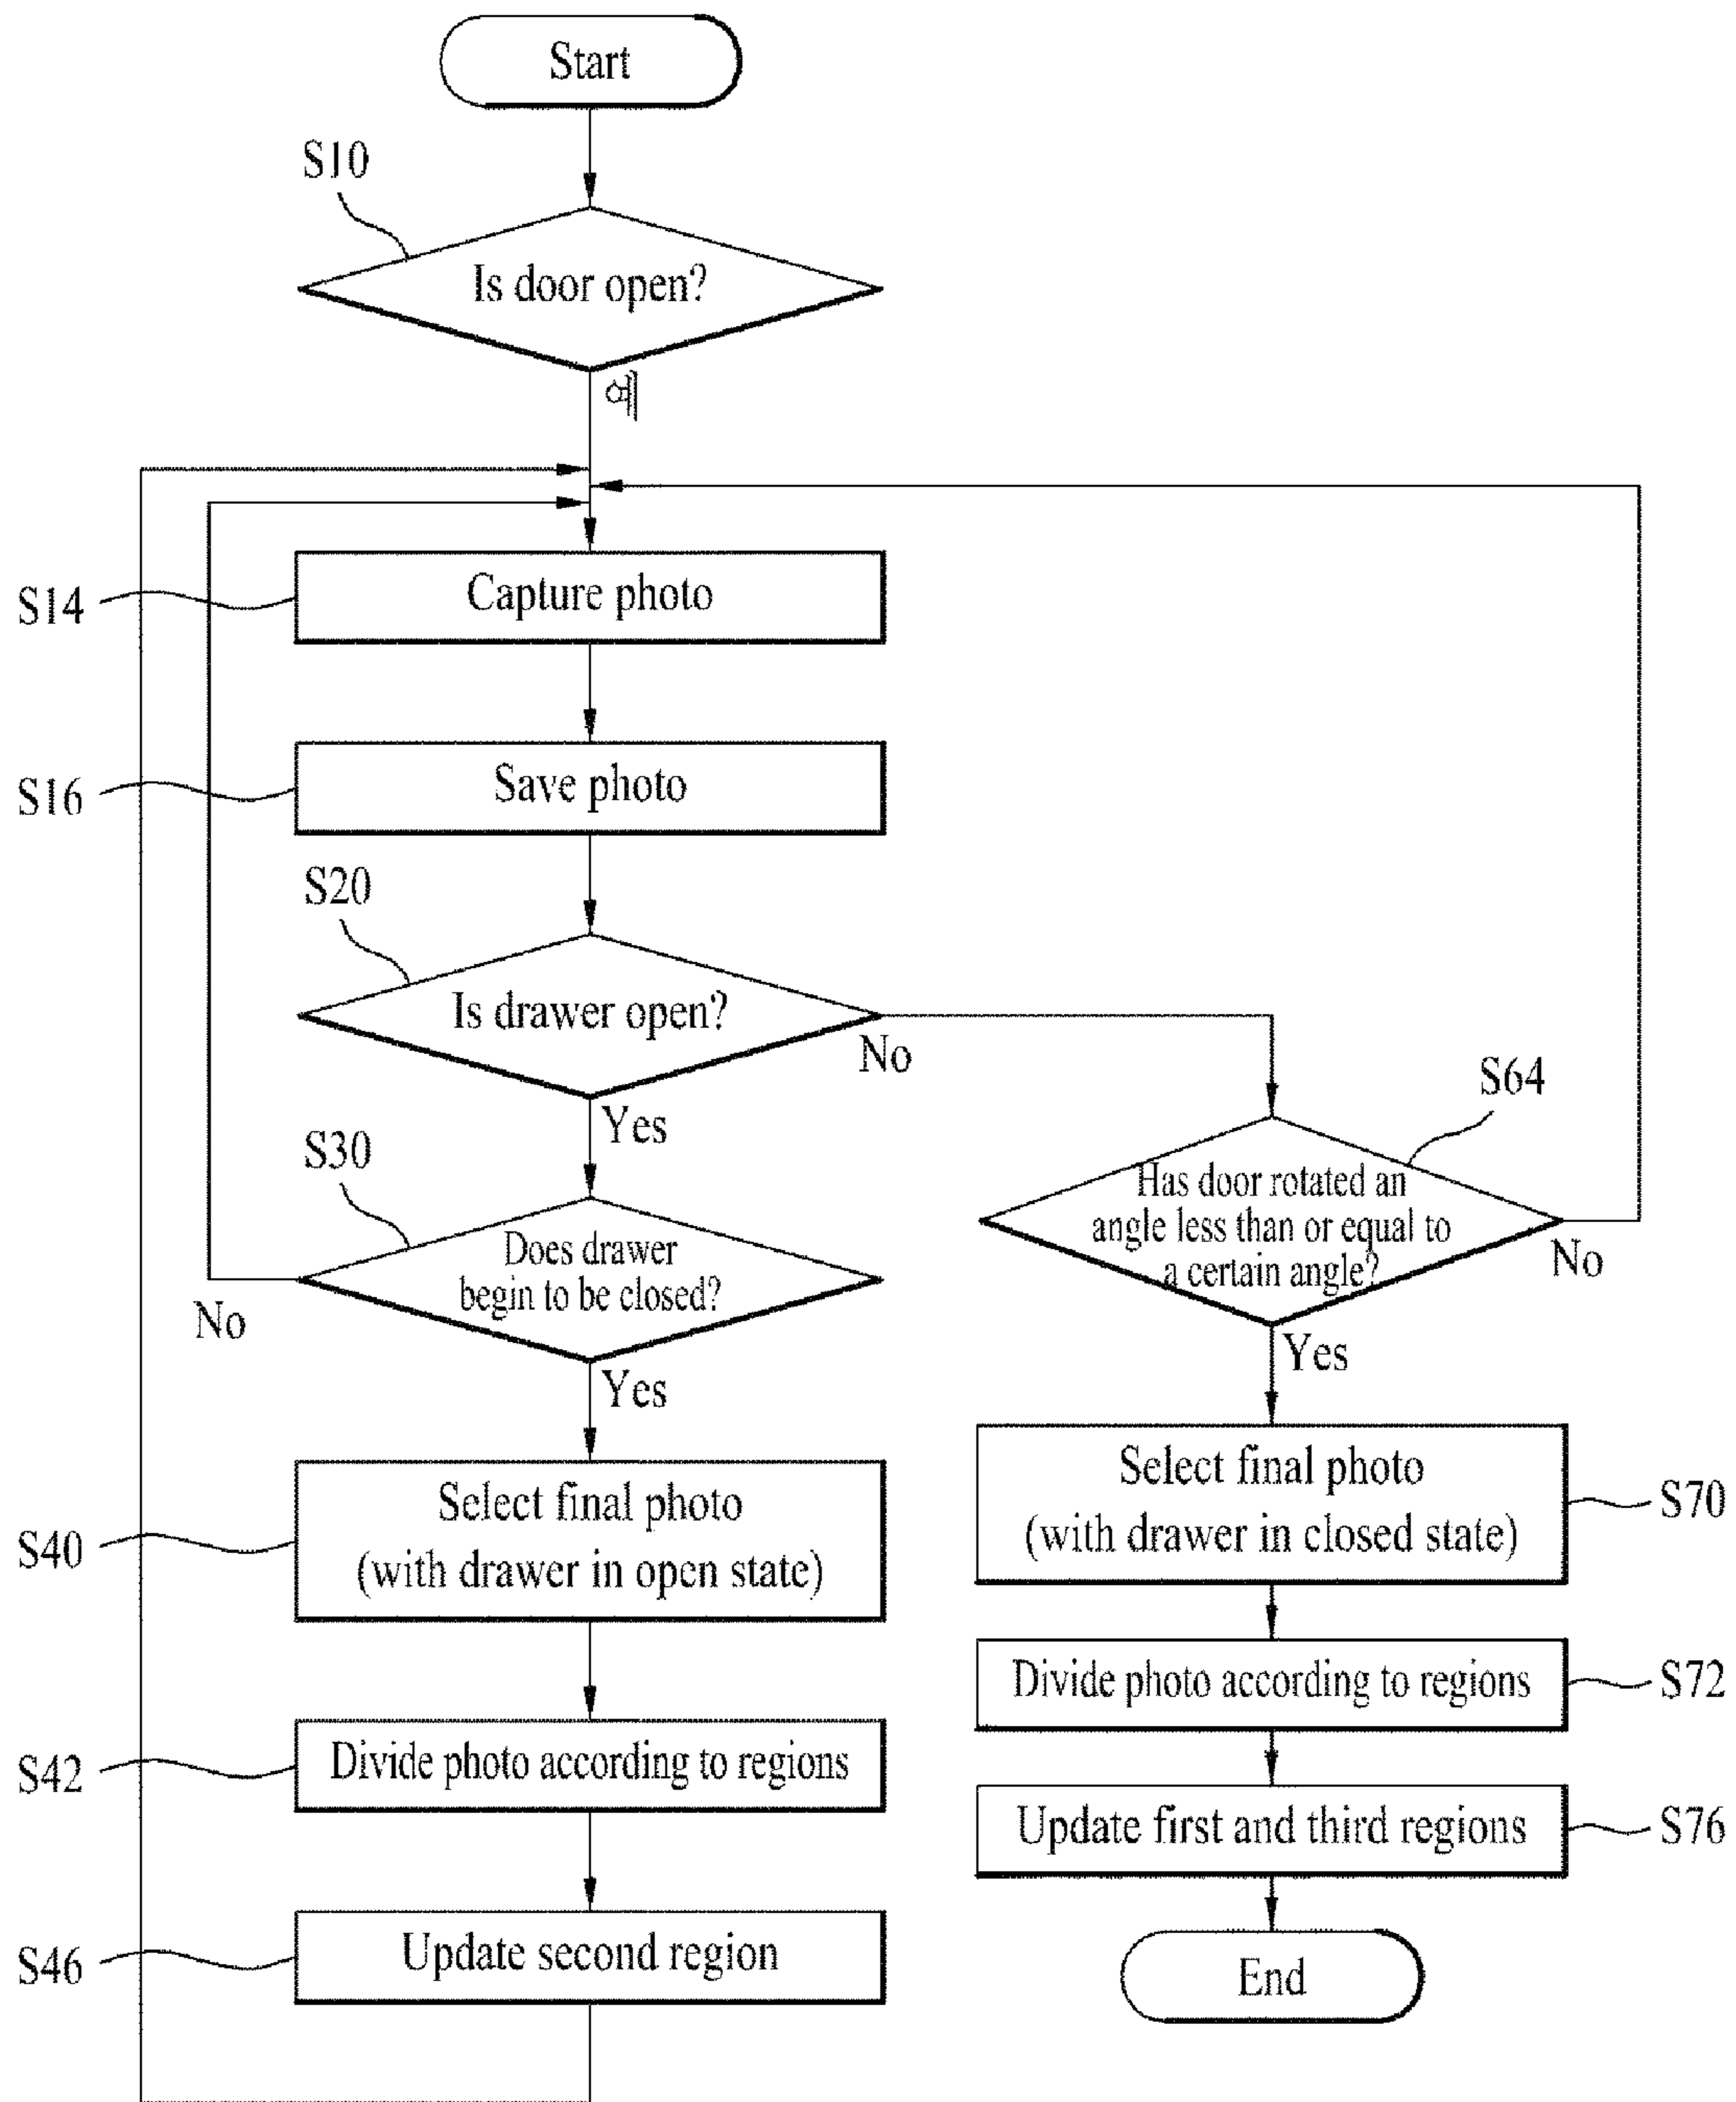 Start
S10
Is door open?
예
S14
Capture photo
S16
Save photo
S20
Is drawer open?
No
Yes
S64
Has door rotated an
angle less than or equal to
a certain angle?
No
Yes
S30
Does drawer
begin to be closed?
No
Yes
S40
Select final photo
(with drawer in open state)
S42
Divide photo according to regions
S46
Update second region
Select final photo
(with drawer in closed state)
S70
Divide photo according to regions
S72
Update first and third regions
S76
End